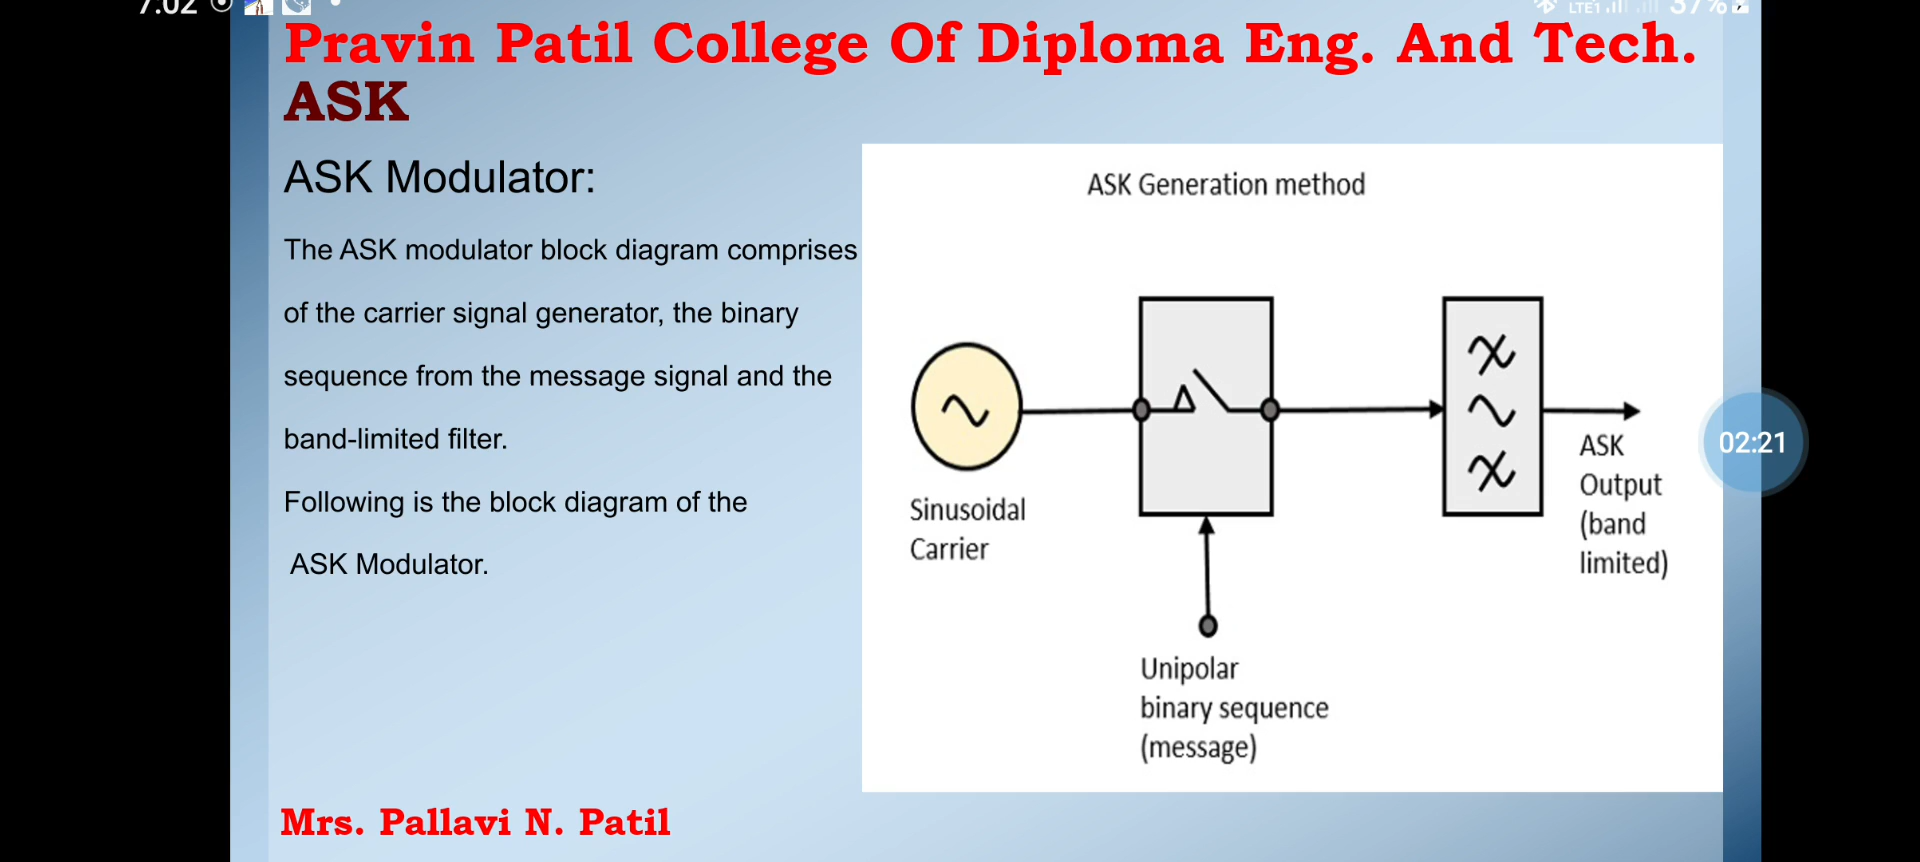 7:02
LTE1 37%
Pravin Patil College Of Diploma Eng. And Tech.
ASK
ASK Modulator:
The ASK modulator block diagram comprises
of the carrier signal generator, the binary
sequence from the message signal and the
band-limited filter.
Following is the block diagram of the
ASK Modulator.
ASK Generation method
Sinusoidal
Carrier
Unipolar
binary sequence
(message)
ASK
Output
(band
limited)
02:21
Mrs. Pallavi N. Patil